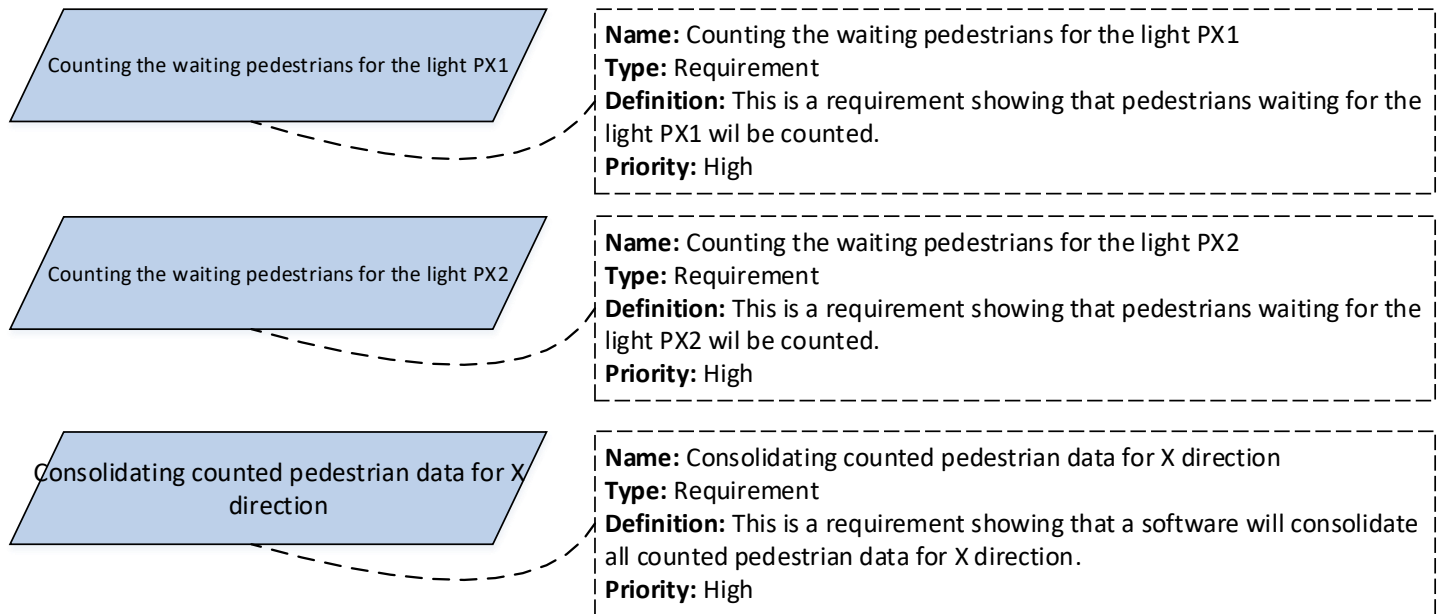 Counting the waiting pedestrians for the light PX1
Name: Counting the waiting pedestrians for the light PX1
Type: Requirement
Definition: This is a requirement showing that pedestrians waiting for the
light PX1 wil be counted.
Priority: High
Counting the waiting pedestrians for the light PX2
Name: Counting the waiting pedestrians for the light PX2
Type: Requirement
Definition: This is a requirement showing that pedestrians waiting for the
light PX2 wil be counted.
Priority: High
Consolidating counted pedestrian data for X
direction
Name: Consolidating counted pedestrian data for X direction
Type: Requirement
Definition: This is a requirement showing that a software will consolidate
all counted pedestrian data for X direction.
Priority: High